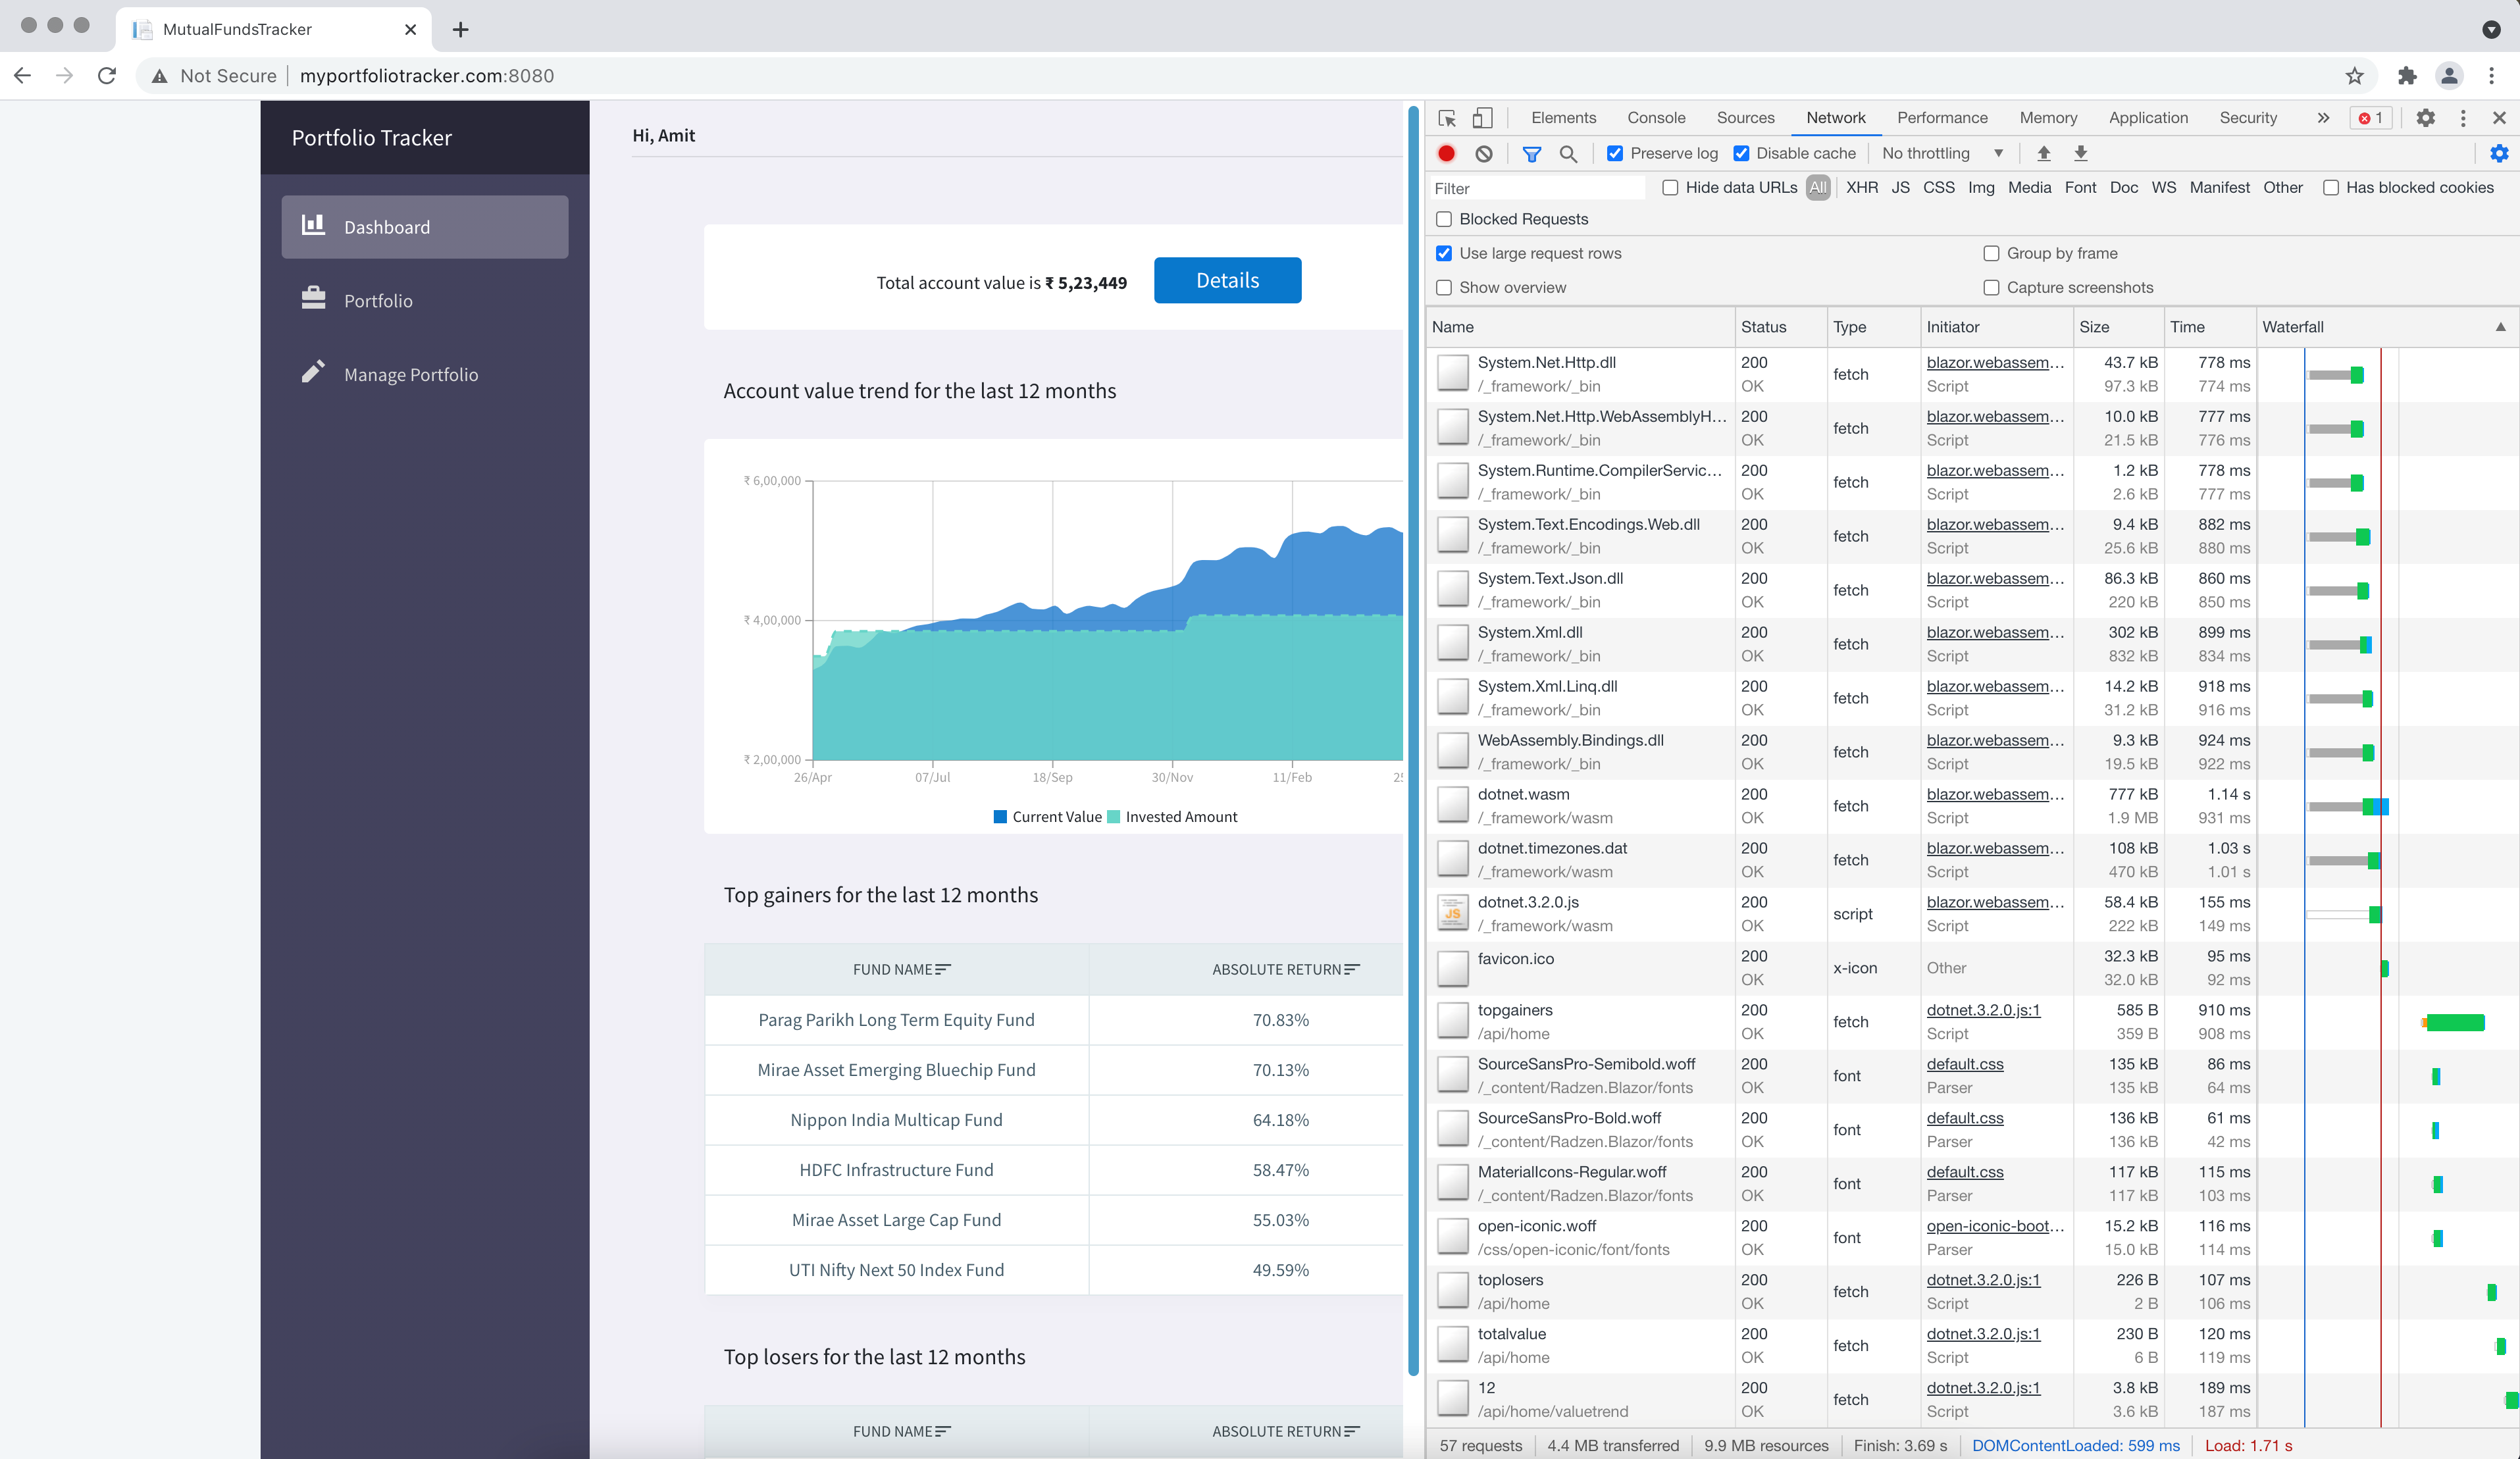 MutualFundsTracker
Not Secure
myportfoliotracker.com:8080
Portfolio Tracker
Dashboard
Portfolio
Manage Portfolio
Hi, Amit
Total account value is ₹ 5,23,449
Details
Account value trend for the last 12 months
₹ 6,00,000
₹ 4,00,000
₹ 2,00,000
26/Apr 07/Jul 18/Sep 30/Nov 11/Feb
Current Value Invested Amount
Top gainers for the last 12 months
FUND NAME ABSOLUTE RETURN
Parag Parikh Long Term Equity Fund 70.83%
Mirae Asset Emerging Bluechip Fund 70.13%
Nippon India Multicap Fund 64.18%
HDFC Infrastructure Fund 58.47%
Mirae Asset Large Cap Fund 55.03%
UTI Nifty Next 50 Index Fund 49.59%
Top losers for the last 12 months
FUND NAME ABSOLUTE RETURN
Elements Console Sources Network Performance Memory Application Security » 1
Preserve log Disable cache No throttling
Filter Hide data URLs All XHR JS CSS Img Media Font Doc WS Manifest Other Has blocked cookies
Blocked Requests
Use large request rows Group by frame
Show overview Capture screenshots
Name Status Type Initiator Size Time Waterfall
System.Net.Http.dll 200 fetch blazor.webassem... 43.7 kB 778 ms
/_framework/_bin OK Script 97.3 kB 774 ms
System.Net.Http.WebAssemblyH... 200 fetch blazor.webassem... 10.0 kB 777 ms
/_framework/_bin OK Script 21.5 kB 776 ms
System.Runtime.CompilerServic... 200 fetch blazor.webassem... 1.2 kB 778 ms
/_framework/_bin OK Script 2.6 kB 777 ms
System.Text.Encodings.Web.dll 200 fetch blazor.webassem... 9.4 kB 882 ms
/_framework/_bin OK Script 25.6 kB 880 ms
System.Text.Json.dll 200 fetch blazor.webassem... 86.3 kB 860 ms
/_framework/_bin OK Script 220 kB 850 ms
System.Xml.dll 200 fetch blazor.webassem... 302 kB 899 ms
/_framework/_bin OK Script 832 kB 834 ms
System.Xml.Linq.dll 200 fetch blazor.webassem... 14.2 kB 918 ms
/_framework/_bin OK Script 31.2 kB 916 ms
WebAssembly.Bindings.dll 200 fetch blazor.webassem... 9.3 kB 924 ms
/_framework/_bin OK Script 19.5 kB 922 ms
dotnet.wasm 200 fetch blazor.webassem... 777 kB 1.14 s
/_framework/wasm OK Script 1.9 MB 931 ms
dotnet.timezones.dat 200 fetch blazor.webassem... 108 kB 1.03 s
/_framework/wasm OK Script 470 kB 1.01 s
JS dotnet.3.2.0.js 200 script blazor.webassem... 58.4 kB 155 ms
/_framework/wasm OK Script 222 kB 149 ms
favicon.ico 200 x-icon Other 32.3 kB 95 ms
OK 32.0 kB 92 ms
topgainers 200 fetch dotnet.3.2.0.js:1 585 B 910 ms
/api/home OK Script 359 B 908 ms
SourceSansPro-Semibold.woff 200 font default.css 135 kB 86 ms
/_content/Radzen.Blazor/fonts OK Parser 135 kB 64 ms
SourceSansPro-Bold.woff 200 font default.css 136 kB 61 ms
/_content/Radzen.Blazor/fonts OK Parser 136 kB 42 ms
MaterialIcons-Regular.woff 200 font default.css 117 kB 115 ms
/_content/Radzen.Blazor/fonts OK Parser 117 kB 103 ms
open-iconic.woff 200 font open-iconic-boot... 15.2 kB 116 ms
/css/open-iconic/font/fonts OK Parser 15.0 kB 114 ms
toplosers 200 fetch dotnet.3.2.0.js:1 226 B 107 ms
/api/home OK Script 2 B 106 ms
totalvalue 200 fetch dotnet.3.2.0.js:1 230 B 120 ms
/api/home OK Script 6 B 119 ms
12 200 fetch dotnet.3.2.0.js:1 3.8 kB 189 ms
/api/home/valuetrend OK Script 3.6 kB 187 ms
57 requests 4.4 MB transferred 9.9 MB resources Finish: 3.69 s DOMContentLoaded: 599 ms Load: 1.71 s